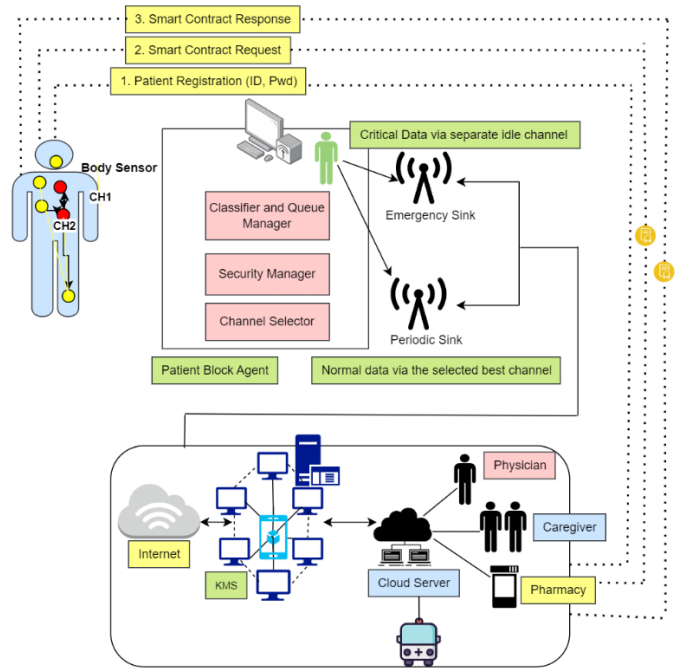 3. Smart Contract Response
2. Smart Contract Request
1. Patient Registration (ID, Pwd)
Body Sensor
CH1
CH2
Critical Data via separate idle channel
Classifier and Queue
Manager
Emergency Sink
Security Manager
Channel Selector
Periodic Sink
Patient Block Agent
Normal data via the selected best channel
Physician
Internet
KMS
Caregiver
Cloud Server
Pharmacy